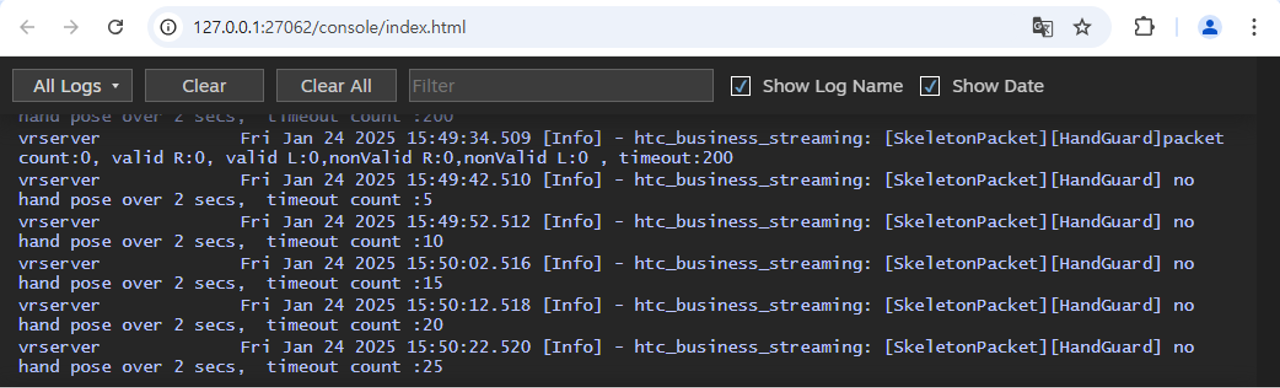 127.0.0.1:27062/console/index.html
All Logs Clear Clear All Filter Show Log Name Show Date
hand pose over 2 secs,  timeout count :200
vrserver             Fri Jan 24 2025 15:49:34.509 [Info] - htc_business_streaming: [SkeletonPacket][HandGuard]packet
count:0, valid R:0, valid L:0,nonValid R:0,nonValid L:0 , timeout:200
vrserver             Fri Jan 24 2025 15:49:42.510 [Info] - htc_business_streaming: [SkeletonPacket][HandGuard] no
hand pose over 2 secs,  timeout count :5
vrserver             Fri Jan 24 2025 15:49:52.512 [Info] - htc_business_streaming: [SkeletonPacket][HandGuard] no
hand pose over 2 secs,  timeout count :10
vrserver             Fri Jan 24 2025 15:50:02.516 [Info] - htc_business_streaming: [SkeletonPacket][HandGuard] no
hand pose over 2 secs,  timeout count :15
vrserver             Fri Jan 24 2025 15:50:12.518 [Info] - htc_business_streaming: [SkeletonPacket][HandGuard] no
hand pose over 2 secs,  timeout count :20
vrserver             Fri Jan 24 2025 15:50:22.520 [Info] - htc_business_streaming: [SkeletonPacket][HandGuard] no
hand pose over 2 secs,  timeout count :25